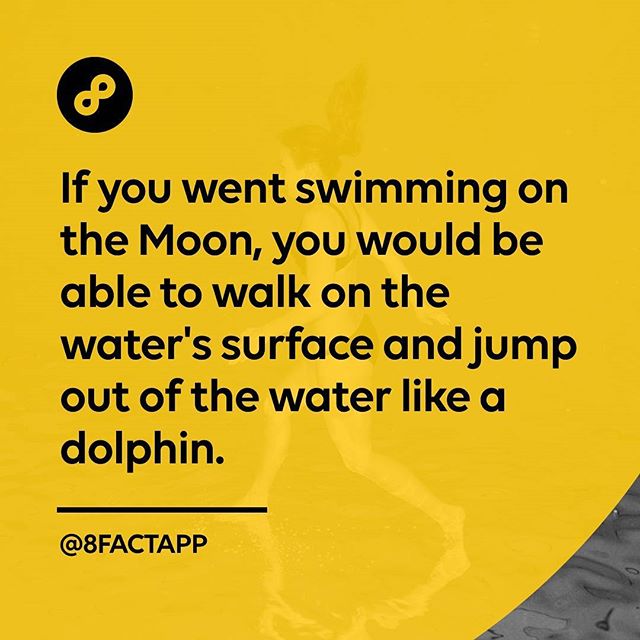 If you went swimming on
the Moon, you would be
able to walk on the
water's surface and jump
out of the water like a
dolphin.
@8FACTAPP